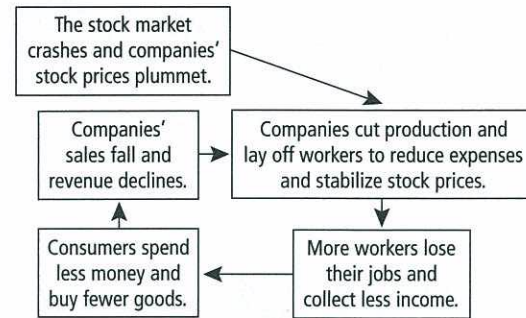 The stock market
crashes and companies'
stock prices plummet.
Companies'
sales fall and
revenue declines.
Companies cut production and
lay off workers to reduce expenses
and stabilize stock prices.
Consumers spend
less money and
buy fewer goods.
More workers lose
their jobs and
collect less income.